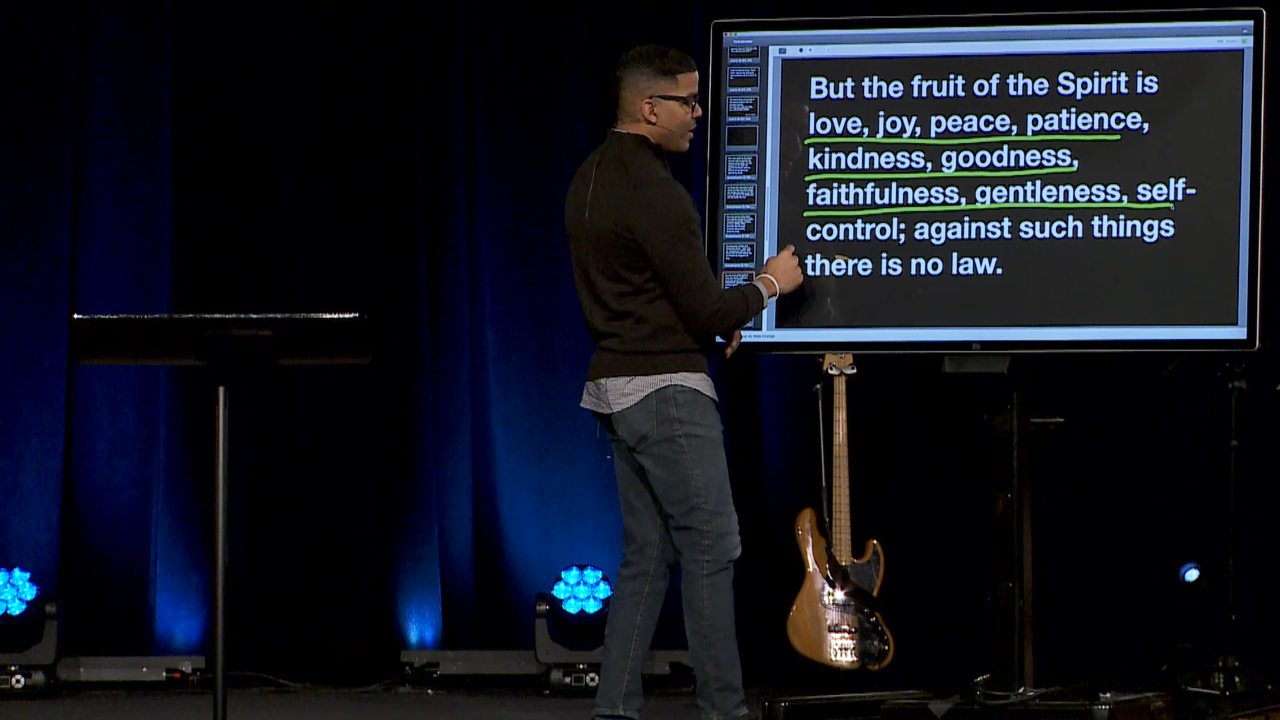 But the fruit of the Spirit is
love, joy, peace, patience,
kindness, goodness,
faithfulness, gentleness, self-
control; against such things
there is no law.